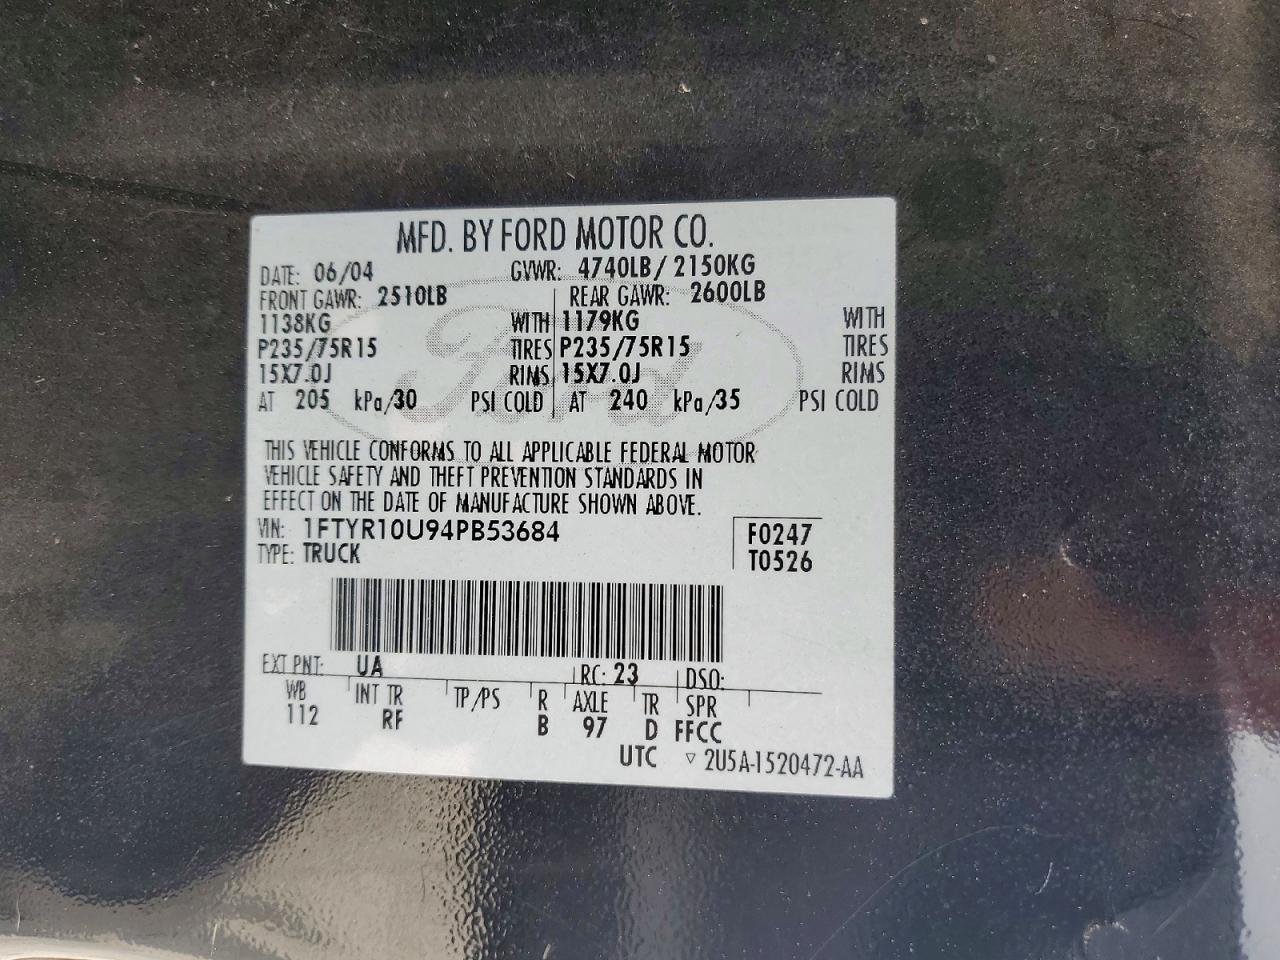 MFD. BY FORD MOTOR CO.
DATE: 06/04 GVWR: 4740LB/ 2150KG
FRONT GAWR: 2510LB REAR GAWR: 2600LB
1138KG WITH 1179KG WITH
P235/75R15 TIRES P235/75R15 TIRES
15X7.0J RIMS 15X7.0J RIMS
AT 205 kPa/30 PSI COLD AT 240 kPa/35 PSI COLD
Ford
THIS VEHICLE CONFORMS TO ALL APPLICABLE FEDERAL MOTOR
VEHICLE SAFETY AND THEFT PREVENTION STANDARDS IN
EFFECT ON THE DATE OF MANUFACTURE SHOWN ABOVE.
VIN: 1FTYR10U94PB53684 F0247
TYPE: TRUCK T0526
EXT PNT: UA RC: 23 DSO:
WB INT TR TP/PS R AXLE TR SPR
112 RF B 97 D FFCC
UTC ▽ 2U5A-1520472-AA